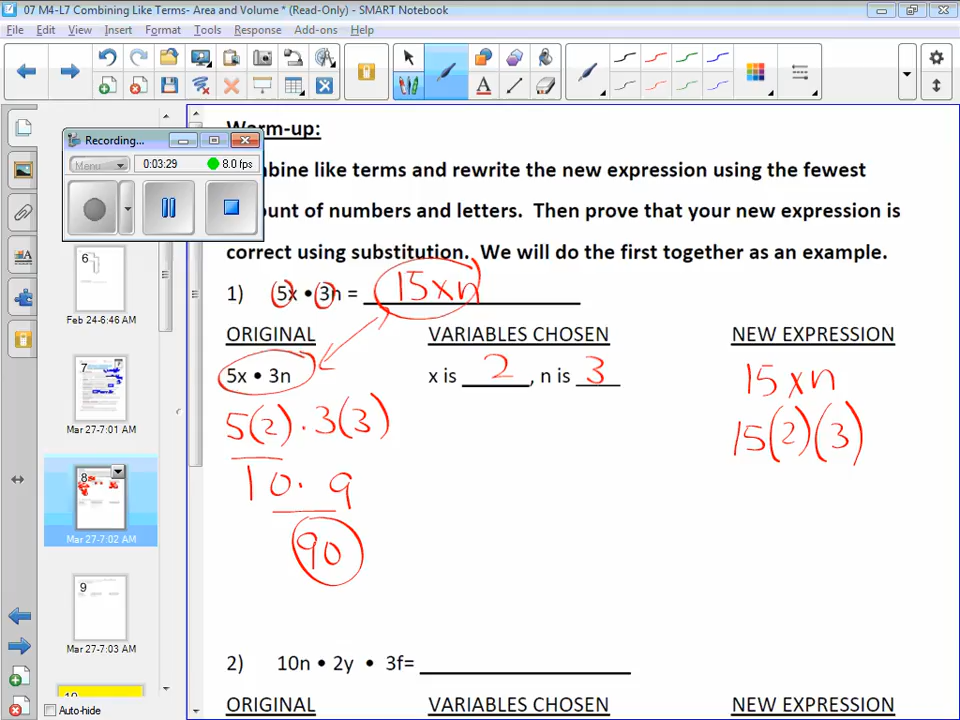 07 M4-L7 Combining Like Terms- Area and Volume * (Read-Only) - SMART Notebook
File Edit View Insert Format Tools Response Add-ons Help
Warm-up:
Recording...
Menu 0:03:29 8.0 fps
bine like terms and rewrite the new expression using the fewest
ount of numbers and letters. Then prove that your new expression is
correct using substitution. We will do the first together as an example.
1) 5x • 3n = 15xn
ORIGINAL VARIABLES CHOSEN NEW EXPRESSION
5x • 3n x is 2, n is 3 15xn
5(2) · 3(3) 15(2)(3)
10 · 9
90
2) 10n • 2y • 3f=
ORIGINAL VARIABLES CHOSEN NEW EXPRESSION
6
Feb 24-6:46 AM
7
Mar 27-7:01 AM
8
Mar 27-7:02 AM
9
Mar 27-7:03 AM
10
Auto-hide